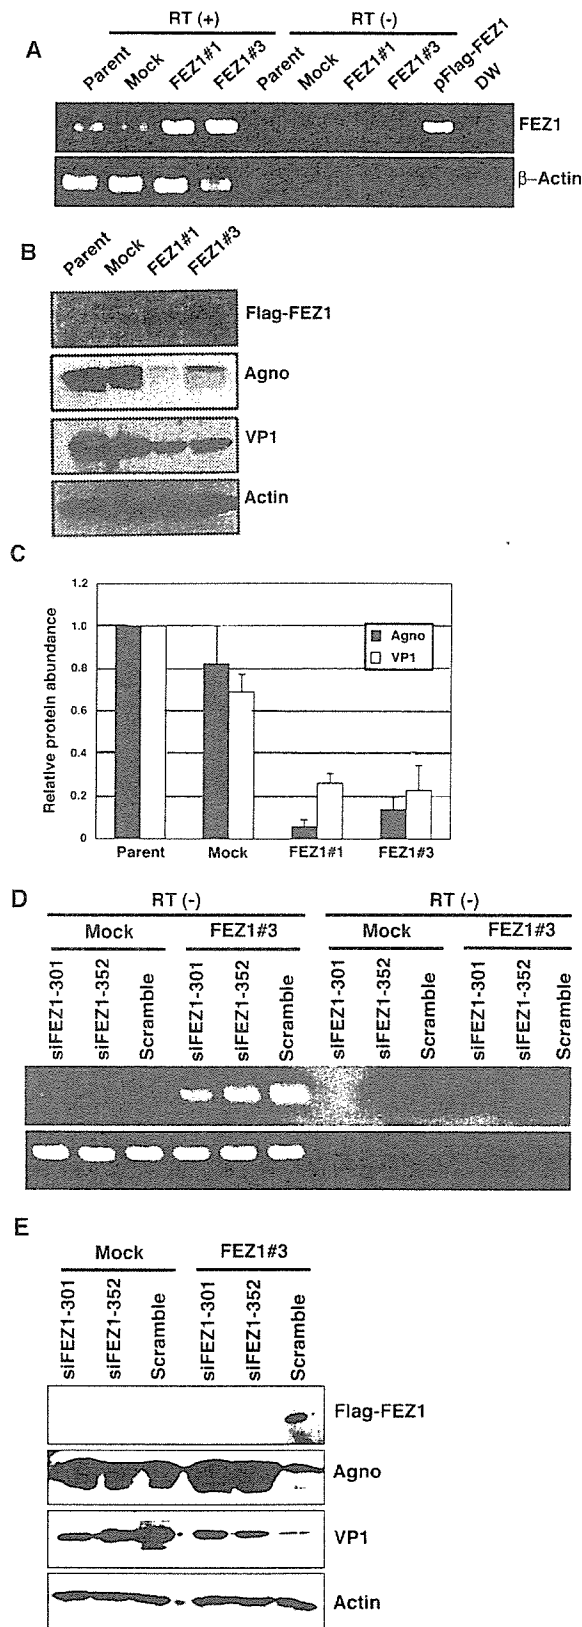 A
RT (+) RT (-)
Parent Mock FEZ1#1 FEZ1#3 Parent Mock FEZ1#1 FEZ1#3 pFlag-FEZ1 DW
FEZ1
β–Actin
B
Parent Mock FEZ1#1 FEZ1#3
Flag-FEZ1
Agno
VP1
Actin
C
Relative protein abundance
1.2
1.0
0.8
0.6
0.4
0.2
0
Agno
VP1
Parent Mock FEZ1#1 FEZ1#3
D
RT (-) RT (-)
Mock FEZ1#3 Mock FEZ1#3
siFEZ1-301 siFEZ1-352 Scramble siFEZ1-301 siFEZ1-352 Scramble siFEZ1-301 siFEZ1-352 Scramble siFEZ1-301 siFEZ1-352 Scramble
E
Mock FEZ1#3
siFEZ1-301 siFEZ1-352 Scramble siFEZ1-301 siFEZ1-352 Scramble
Flag-FEZ1
Agno
VP1
Actin